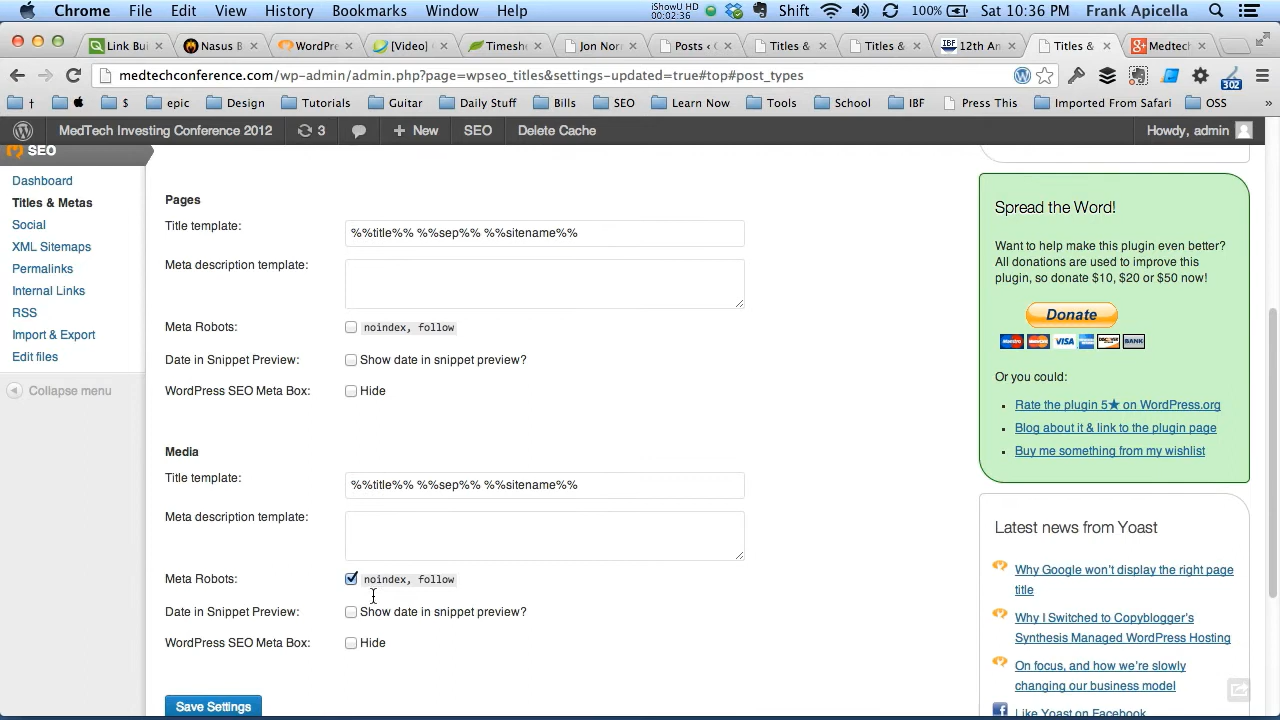 Chrome File Edit View History Bookmarks Window Help iShowU HD 00:02:36 Shift 100% Sat 10:36 PM Frank Apicella
Link Bui Nasus B WordPre [Video] Timeshi Jon Norr Posts ‹ Titles & Titles & 12th An Titles & Medtech
medtechconference.com/wp-admin/admin.php?page=wpseo_titles&settings-updated=true#top#post_types 302
† $ epic Design Tutorials Guitar Daily Stuff Bills SEO Learn Now Tools School IBF Press This Imported From Safari OSS »
MedTech Investing Conference 2012 3 + New SEO Delete Cache Howdy, admin
SEO
Dashboard
Titles & Metas
Social
XML Sitemaps
Permalinks
Internal Links
RSS
Import & Export
Edit files
Collapse menu
Pages
Title template: %%title%% %%sep%% %%sitename%%
Meta description template:
Meta Robots: noindex, follow
Date in Snippet Preview: Show date in snippet preview?
WordPress SEO Meta Box: Hide
Media
Title template: %%title%% %%sep%% %%sitename%%
Meta description template:
Meta Robots: noindex, follow
Date in Snippet Preview: Show date in snippet preview?
WordPress SEO Meta Box: Hide
Save Settings
Spread the Word!
Want to help make this plugin even better?
All donations are used to improve this
plugin, so donate $10, $20 or $50 now!
Donate
VISA BANK
Or you could:
Rate the plugin 5★ on WordPress.org
Blog about it & link to the plugin page
Buy me something from my wishlist
Latest news from Yoast
Why Google won't display the right page
title
Why I Switched to Copyblogger's
Synthesis Managed WordPress Hosting
On focus, and how we're slowly
changing our business model
Like Yoast on Facebook